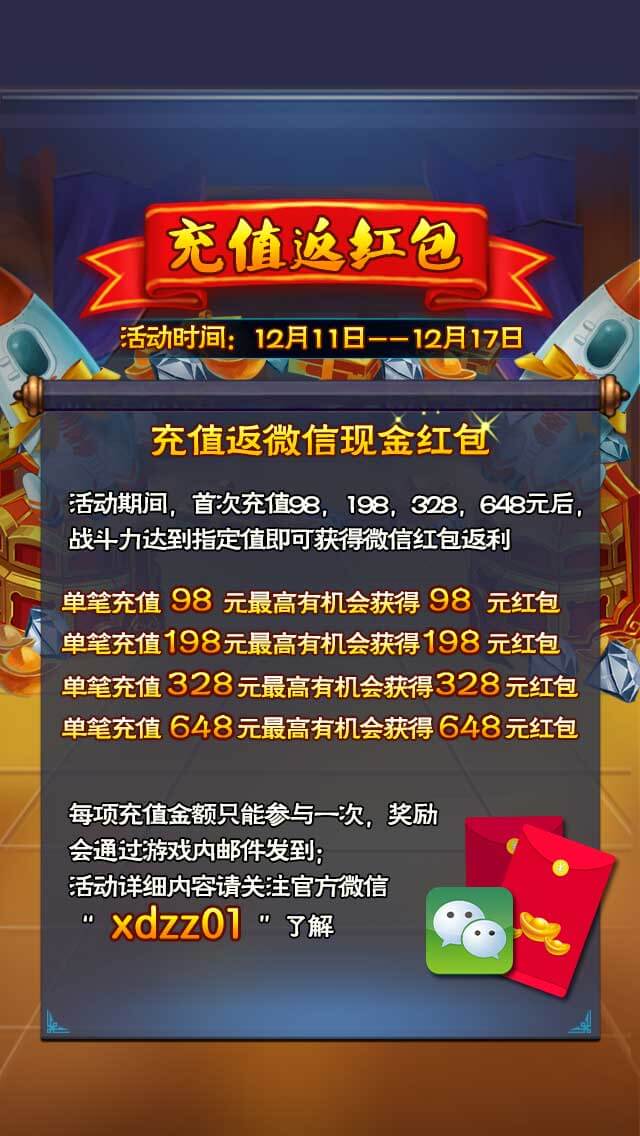 充值返红包
活动时间：12月11日——12月17日
充值返微信现金红包
活动期间，首次充值98，198，328，648元后，
战斗力达到指定值即可获得微信红包返利
单笔充值 98 元最高有机会获得 98 元红包
单笔充值198元最高有机会获得198元红包
单笔充值 328元最高有机会获得328元红包
单笔充值 648元最高有机会获得648元红包
每项充值金额只能参与一次，奖励
会通过游戏内邮件发到；
活动详细内容请关注官方微信
“ xdzz01 ”了解